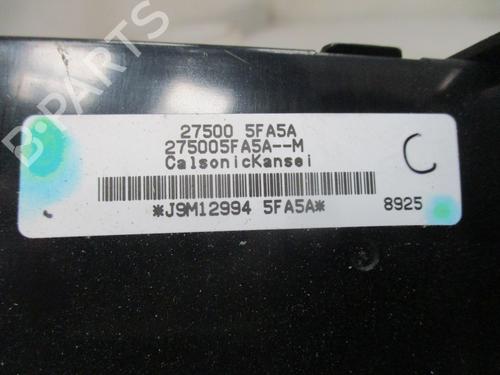 B-PARTS
27500 5FA5A
275005FA5A--M
CalsonicKansei
C
*J9M12994 5FA5A*
8925